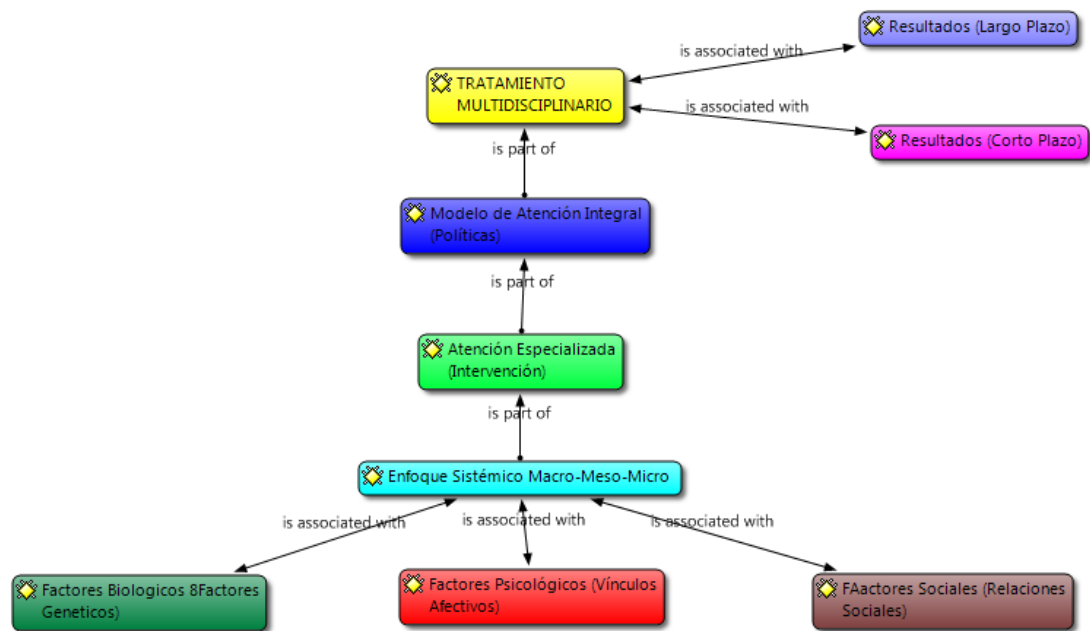 Resultados (Largo Plazo)
is associated with
TRATAMIENTO
MULTIDISCIPLINARIO
is associated with
Resultados (Corto Plazo)
is part of
Modelo de Atención Integral
(Políticas)
is part of
Atención Especializada
(Intervención)
is part of
Enfoque Sistémico Macro-Meso-Micro
is associated with
is associated with
is associated with
Factores Biologicos 8Factores
Geneticos)
Factores Psicológicos (Vínculos
Afectivos)
FAactores Sociales (Relaciones
Sociales)